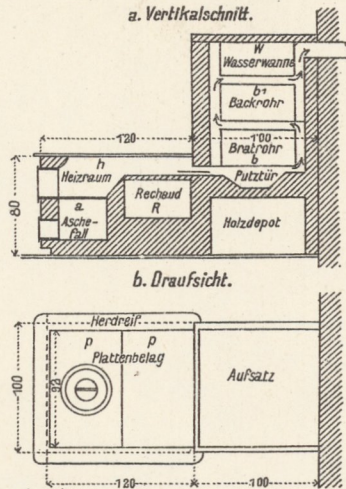 a. Vertikalschnitt.
W
Wasserwanne
b¹
Backrohr
120
100
Bratrohr
b
h
Heizraum
Putztür
80
Rechaud
R
a
Asche-
fall
Holzdepot
b. Draufsicht.
Herdreif
p
p
Plattenbelag
Aufsatz
100
120
100